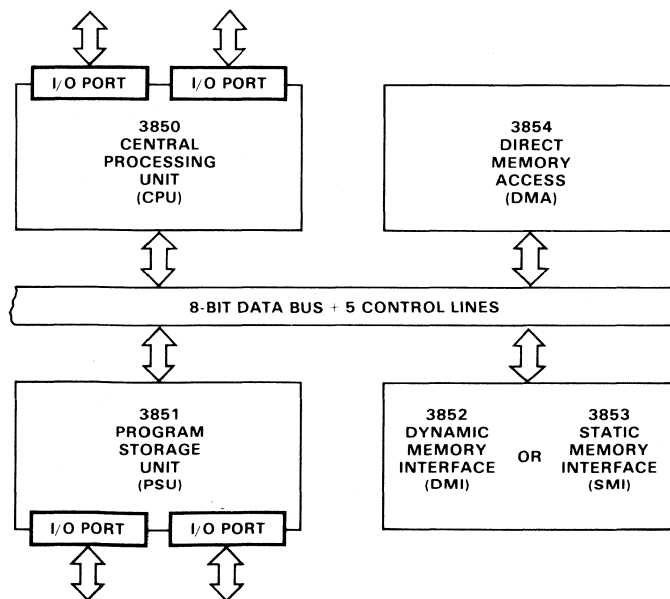 I/O PORT
I/O PORT
3850
CENTRAL
PROCESSING
UNIT
(CPU)
3854
DIRECT
MEMORY
ACCESS
(DMA)
8-BIT DATA BUS + 5 CONTROL LINES
3851
PROGRAM
STORAGE
UNIT
(PSU)
I/O PORT
I/O PORT
3852
DYNAMIC
MEMORY
INTERFACE
(DMI)
OR
3853
STATIC
MEMORY
INTERFACE
(SMI)